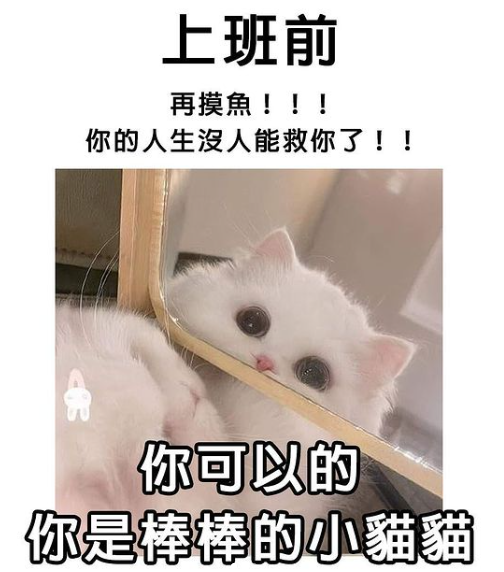 上班前
再摸魚！！！
你的人生沒人能救你了！！
你可以的
你是棒棒的小貓貓